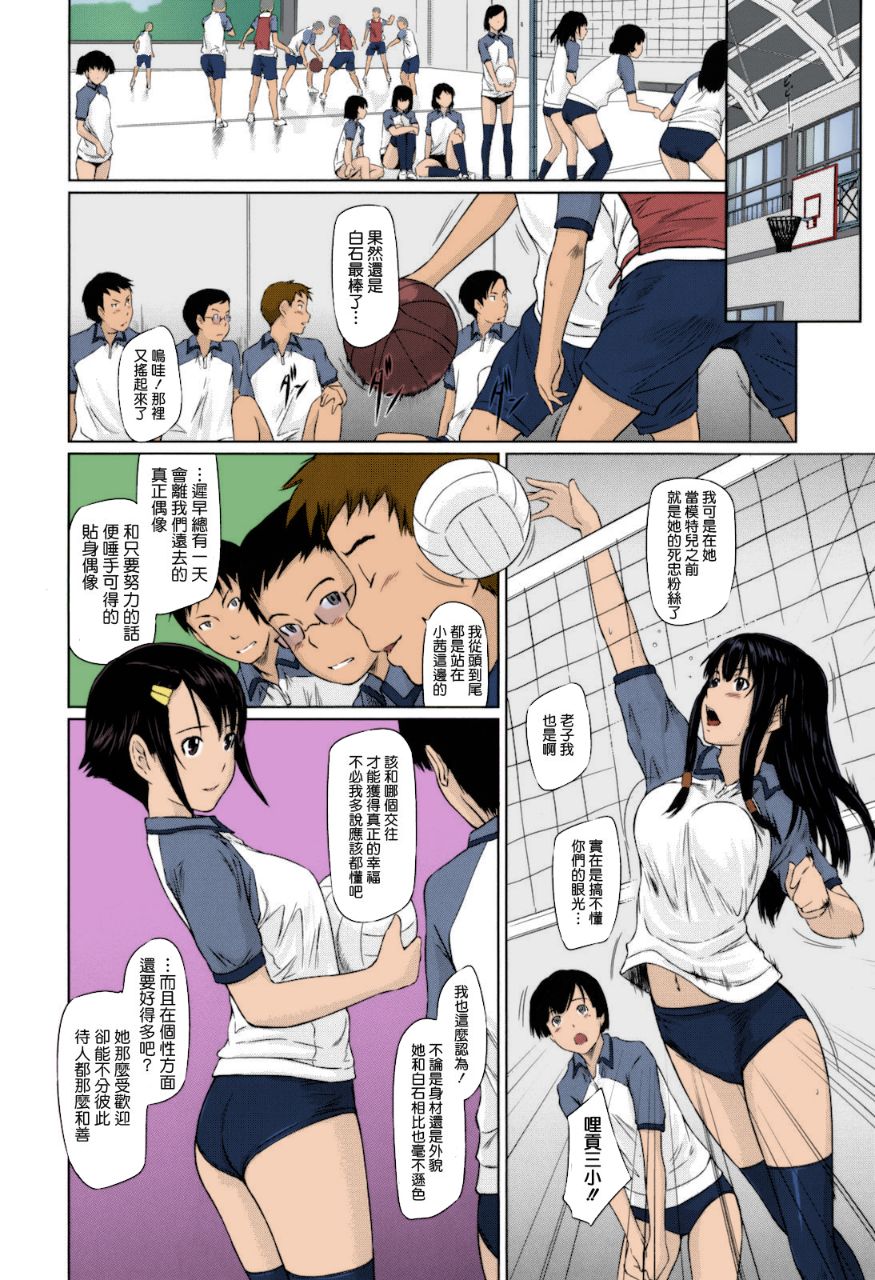 果然還是
白石最棒了…
嗚哇!那裡
又搖起來了
ダン
ダン
我可是在她
當模特兒之前
就是她的死忠粉絲了
老子我
也是啊
實在是搞不懂
你們的眼光…
哩貢三小!!
我從頭到尾
都是站在
小茜這邊的
…遲早總有一天
會離我們遠去的
真正偶像
和只要努力的話
便唾手可得的
貼身偶像
該和哪個交往
才能獲得真正的幸福
不必我多說應該都懂吧
我也這麼認為!
不論是身材還是外貌
她和白石相比也毫不遜色
…而且在個性方面
還要好得多吧?
她那麼受歡迎
卻能不分彼此
待人都那麼和善